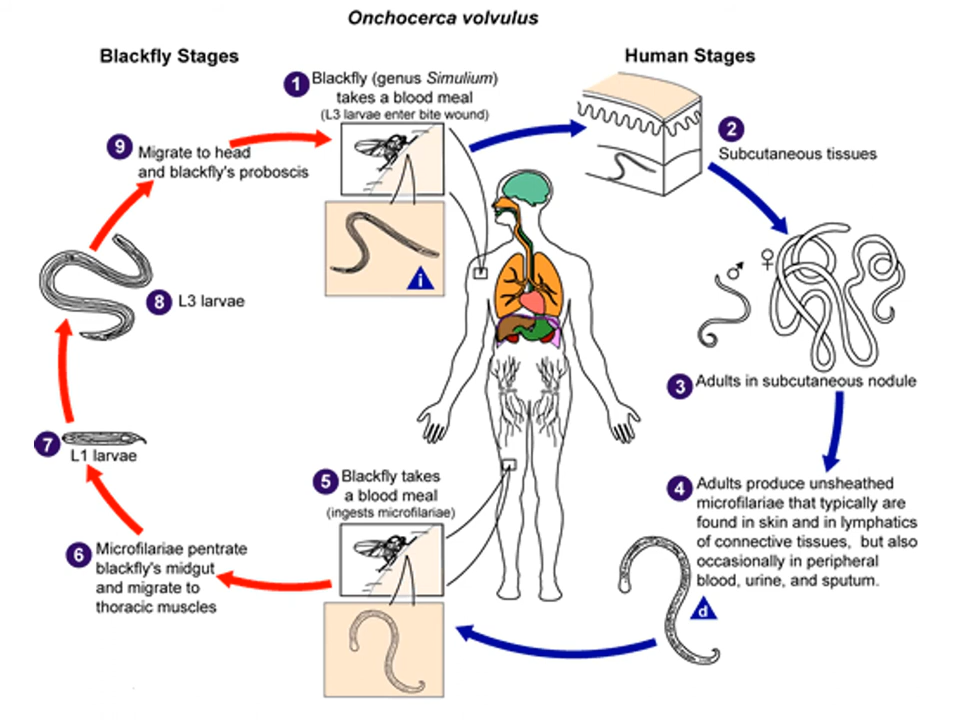 Onchocerca volvulus
Blackfly Stages
Human Stages
1 Blackfly (genus Simulium)
takes a blood meal
(L3 larvae enter bite wound)
i
2
Subcutaneous tissues
♂ ♀
3 Adults in subcutaneous nodule
4 Adults produce unsheathed
microfilariae that typically are
found in skin and in lymphatics
of connective tissues, but also
occasionally in peripheral
blood, urine, and sputum.
d
5 Blackfly takes
a blood meal
(ingests microfilariae)
6 Microfilariae pentrate
blackfly's midgut
and migrate to
thoracic muscles
7
L1 larvae
8 L3 larvae
9 Migrate to head
and blackfly's proboscis